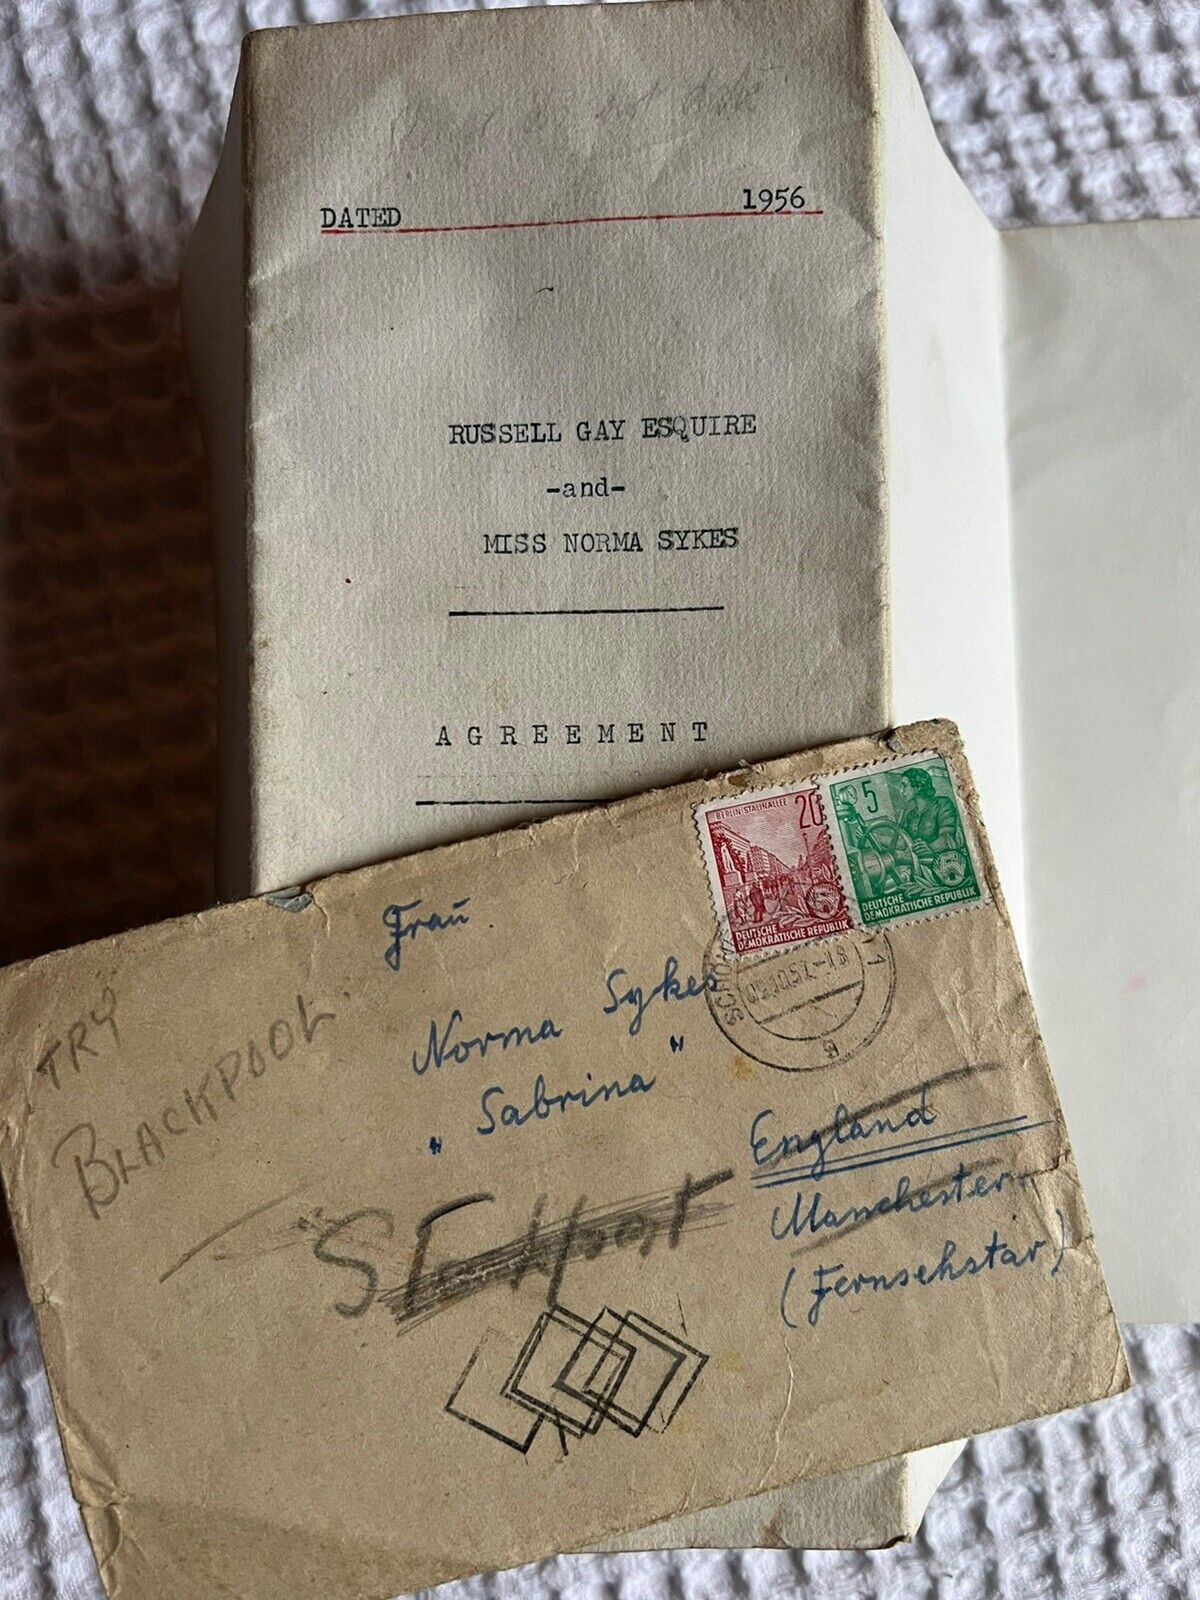 DATED 1956
RUSSELL GAY ESQUIRE
-and-
MISS NORMA SYKES
AGREEMENT
BERLIN-STALINALLEE 20
DEUTSCHE
DEMOKRATISCHE REPUBLIK
5
DEUTSCHE
DEMOKRATISCHE REPUBLIK
Frau
Norma Sykes
"Sabrina"
England
Manchester
(Fernsehstar)
TRY
BLACKPOOL.